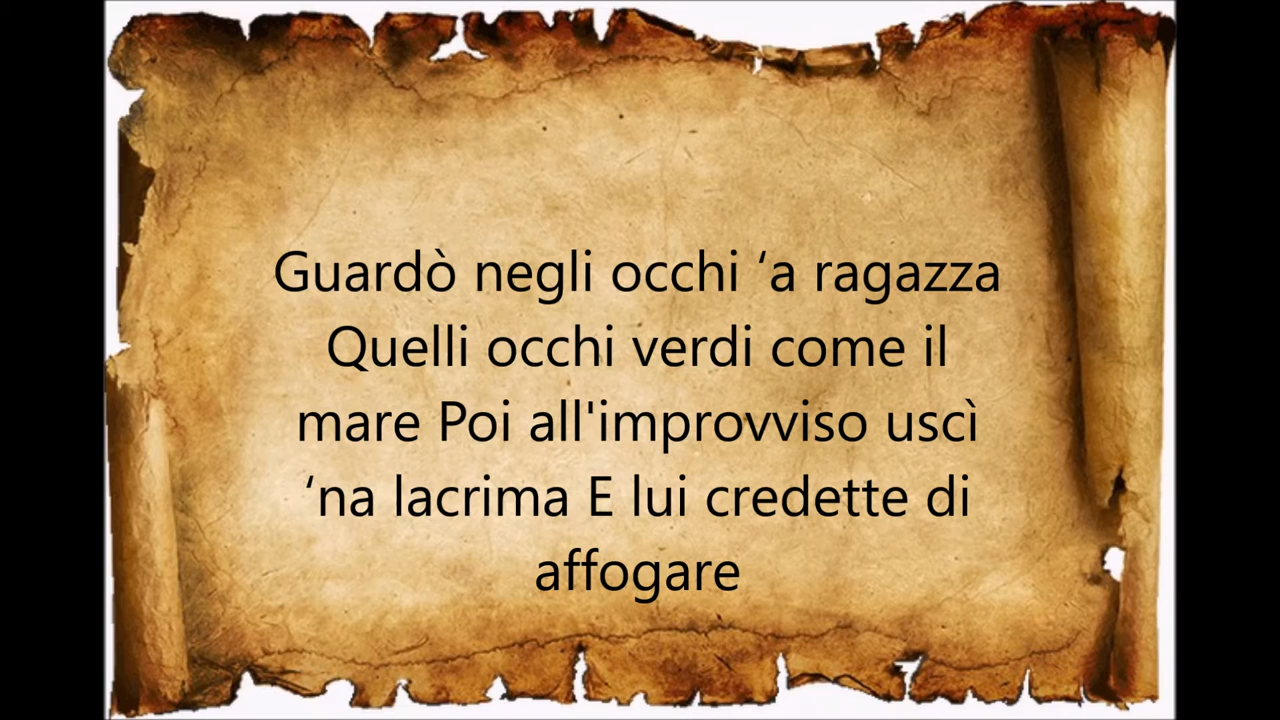 Guardò negli occhi ‘a ragazza
Quelli occhi verdi come il
mare Poi all'improvviso uscì
‘na lacrima E lui credette di
affogare